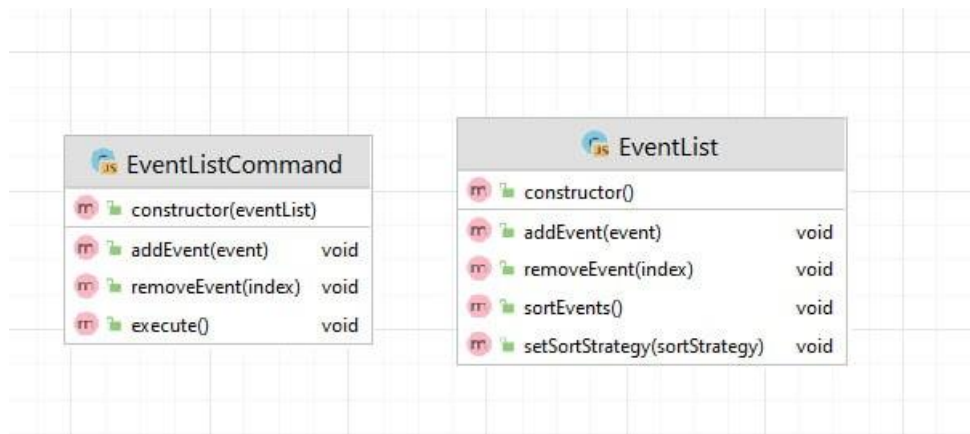 EventListCommand
constructor(eventList)
addEvent(event) void
removeEvent(index) void
execute() void
EventList
constructor()
addEvent(event) void
removeEvent(index) void
sortEvents() void
setSortStrategy(sortStrategy) void